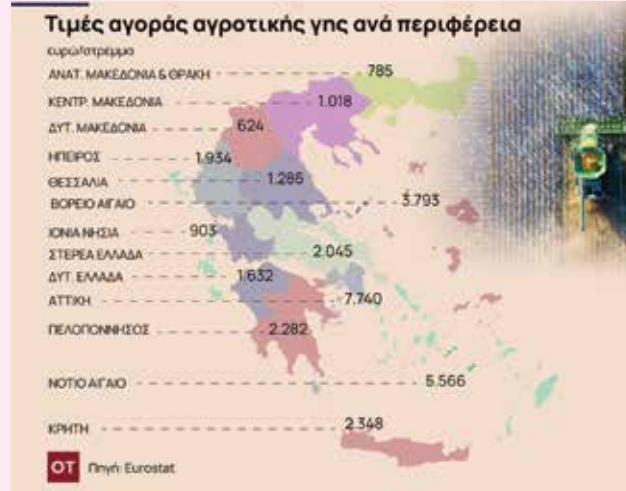 Τιμές αγοράς αγροτικής γης ανά περιφέρεια
ευρώ/στρέμμα
ΑΝΑΤ. ΜΑΚΕΔΟΝΙΑ & ΘΡΑΚΗ 785
ΚΕΝΤΡ. ΜΑΚΕΔΟΝΙΑ 1.018
ΔΥΤ. ΜΑΚΕΔΟΝΙΑ 624
ΗΠΕΙΡΟΣ 1.934
ΘΕΣΣΑΛΙΑ 1.286
ΒΟΡΕΙΟ ΑΙΓΑΙΟ 3.793
ΙΟΝΙΑ ΝΗΣΙΑ 903
ΣΤΕΡΕΑ ΕΛΛΑΔΑ 2.045
ΔΥΤ. ΕΛΛΑΔΑ 1.632
ΑΤΤΙΚΗ 7.740
ΠΕΛΟΠΟΝΝΗΣΟΣ 2.282
ΝΟΤΙΟ ΑΙΓΑΙΟ 5.566
ΚΡΗΤΗ 2.348
ΟΤ Πηγή: Eurostat